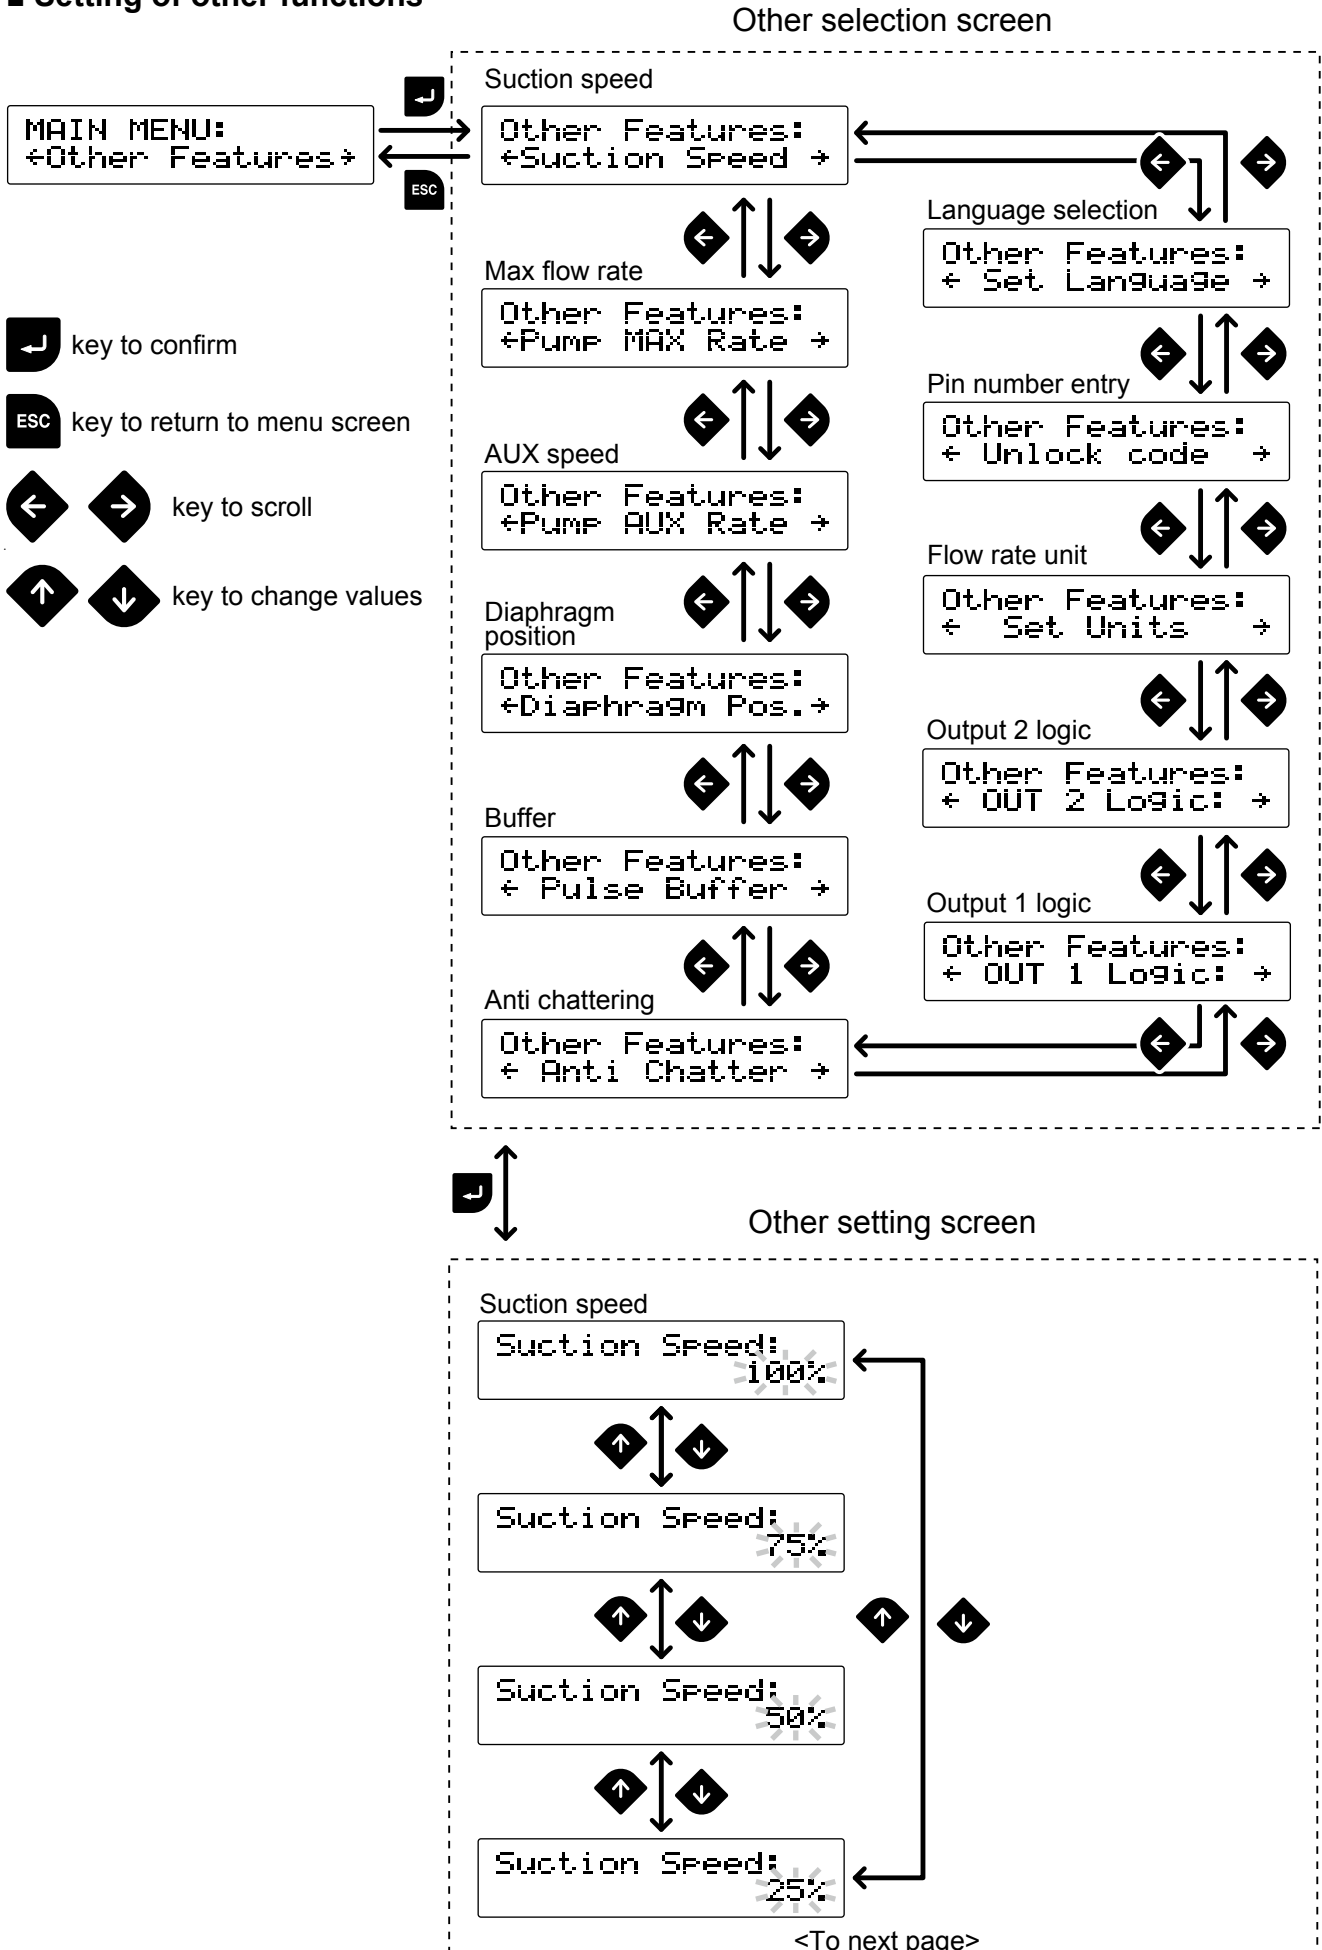 ■ Setting of other functions
Other selection screen
MAIN MENU:
←Other Features→
ESC
Suction speed
Other Features:
←Suction Speed →
Max flow rate
Other Features:
←Pump MAX Rate →
AUX speed
Other Features:
←Pump AUX Rate →
Diaphragm
position
Other Features:
←Diaphragm Pos.→
Buffer
Other Features:
← Pulse Buffer →
Anti chattering
Other Features:
← Anti Chatter →
Language selection
Other Features:
← Set Language →
Pin number entry
Other Features:
← Unlock code →
Flow rate unit
Other Features:
← Set Units →
Output 2 logic
Other Features:
← OUT 2 Logic: →
Output 1 logic
Other Features:
← OUT 1 Logic: →
key to confirm
ESC key to return to menu screen
key to scroll
key to change values
Other setting screen
Suction speed
Suction Speed:
100%
Suction Speed:
75%
Suction Speed:
50%
Suction Speed:
25%
<To next page>